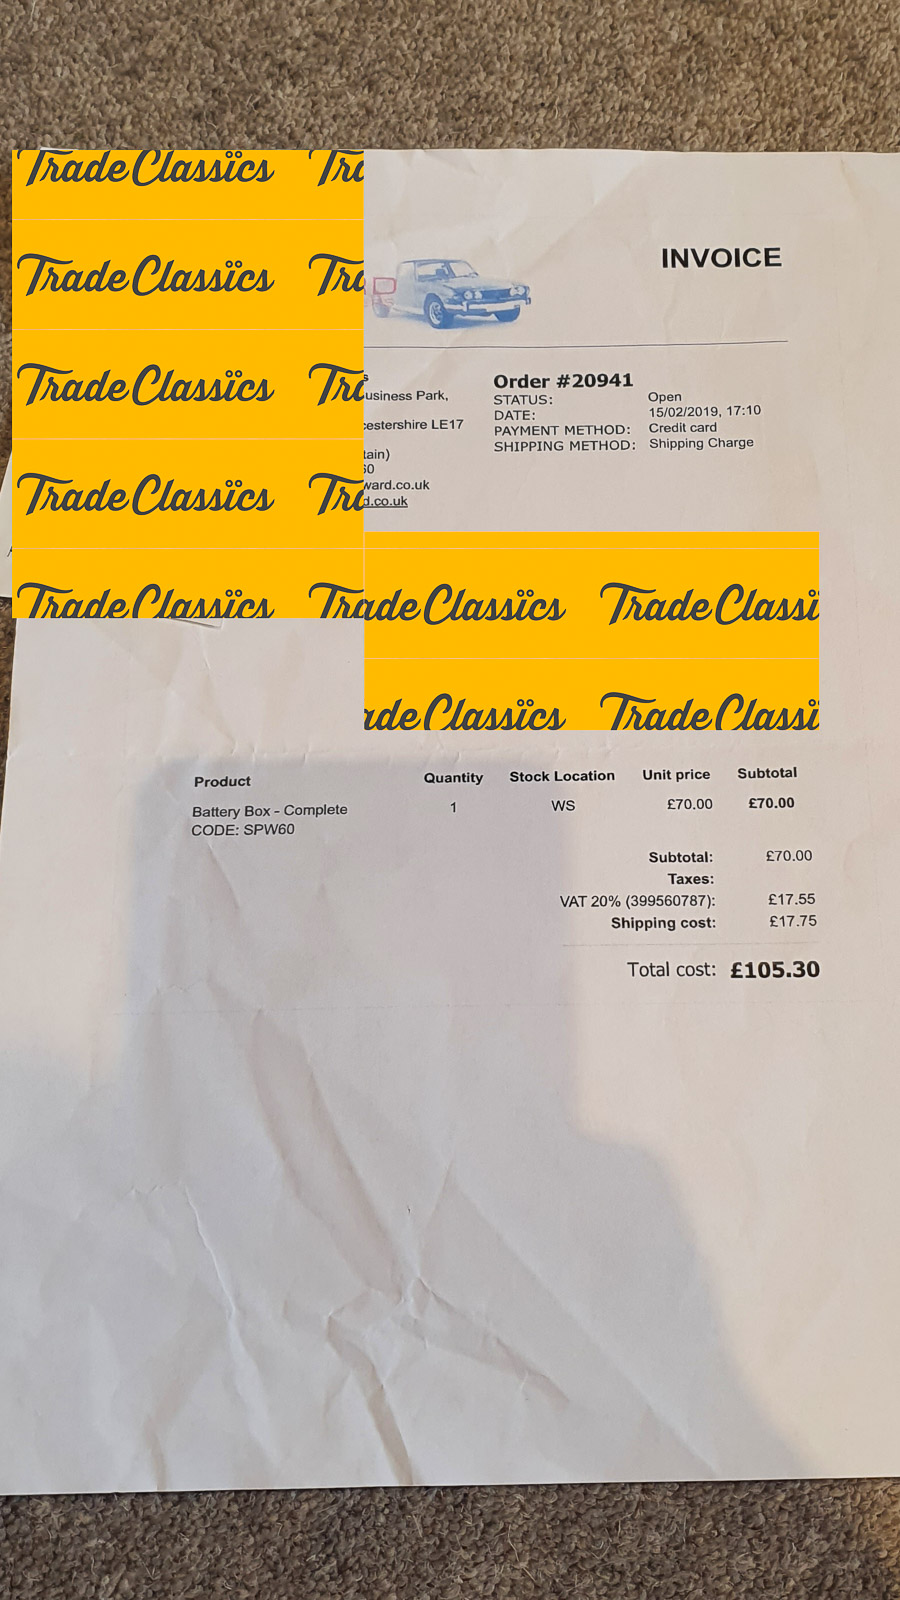 Trade Classics
Trade Classics
Trade Classics
Trade Classics
Trade Classics
INVOICE
Order #20941
usiness Park,
STATUS: Open
DATE: 15/02/2019, 17:10
cestershire LE17
PAYMENT METHOD: Credit card
SHIPPING METHOD: Shipping Charge
tain)
ward.co.uk
d.co.uk
Trade Classics Trade Classi
ade Classics Trade Classi
Product Quantity Stock Location Unit price Subtotal
Battery Box - Complete 1 WS £70.00 £70.00
CODE: SPW60
Subtotal: £70.00
Taxes:
VAT 20% (399560787): £17.55
Shipping cost: £17.75
Total cost: £105.30